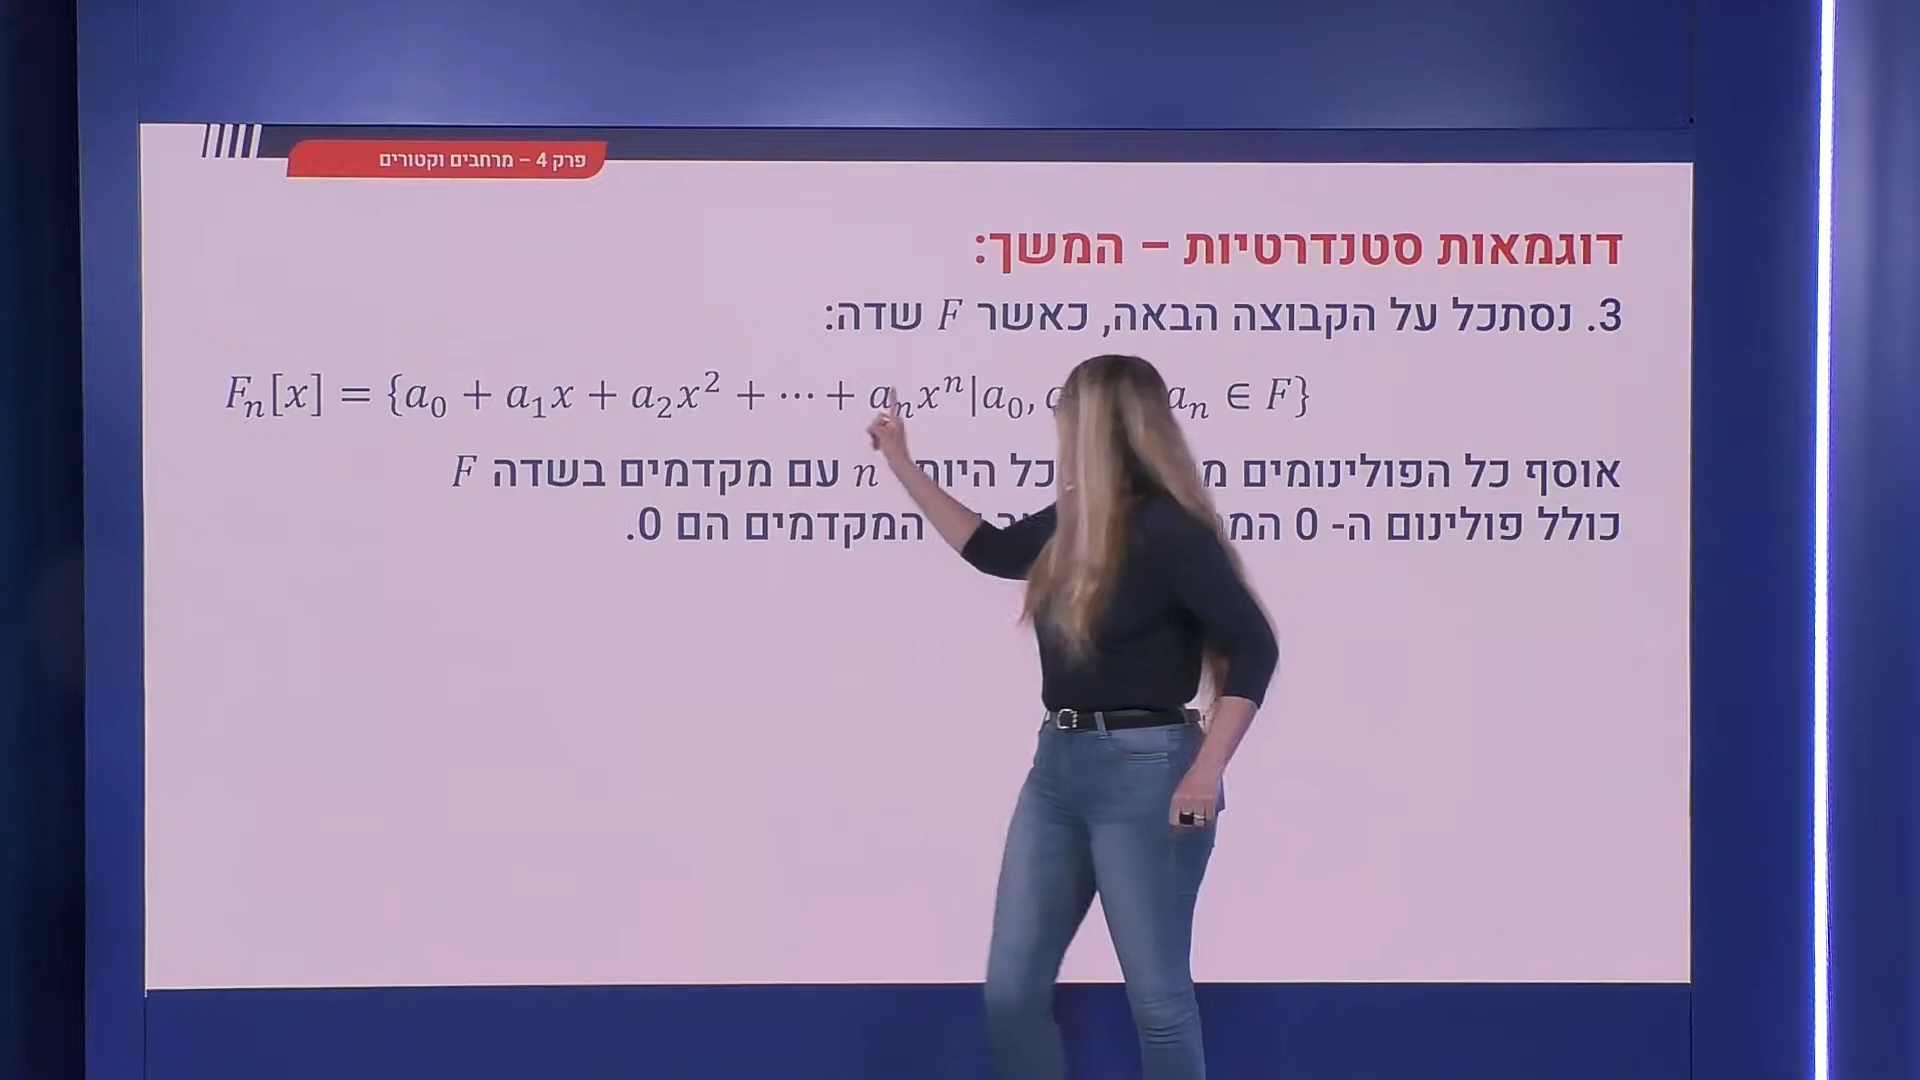 פרק 4 – מרחבים וקטורים
דוגמאות סטנדרטיות – המשך:
3. נסתכל על הקבוצה הבאה, כאשר F שדה:
Fₙ[x] = {a₀ + a₁x + a₂x² + ⋯ + aₙxⁿ|a₀, aₙ ∈ F}
אוסף כל הפולינומים כל היותר n עם מקדמים בשדה F
כולל פולינום ה- 0 המקדמים הם 0.